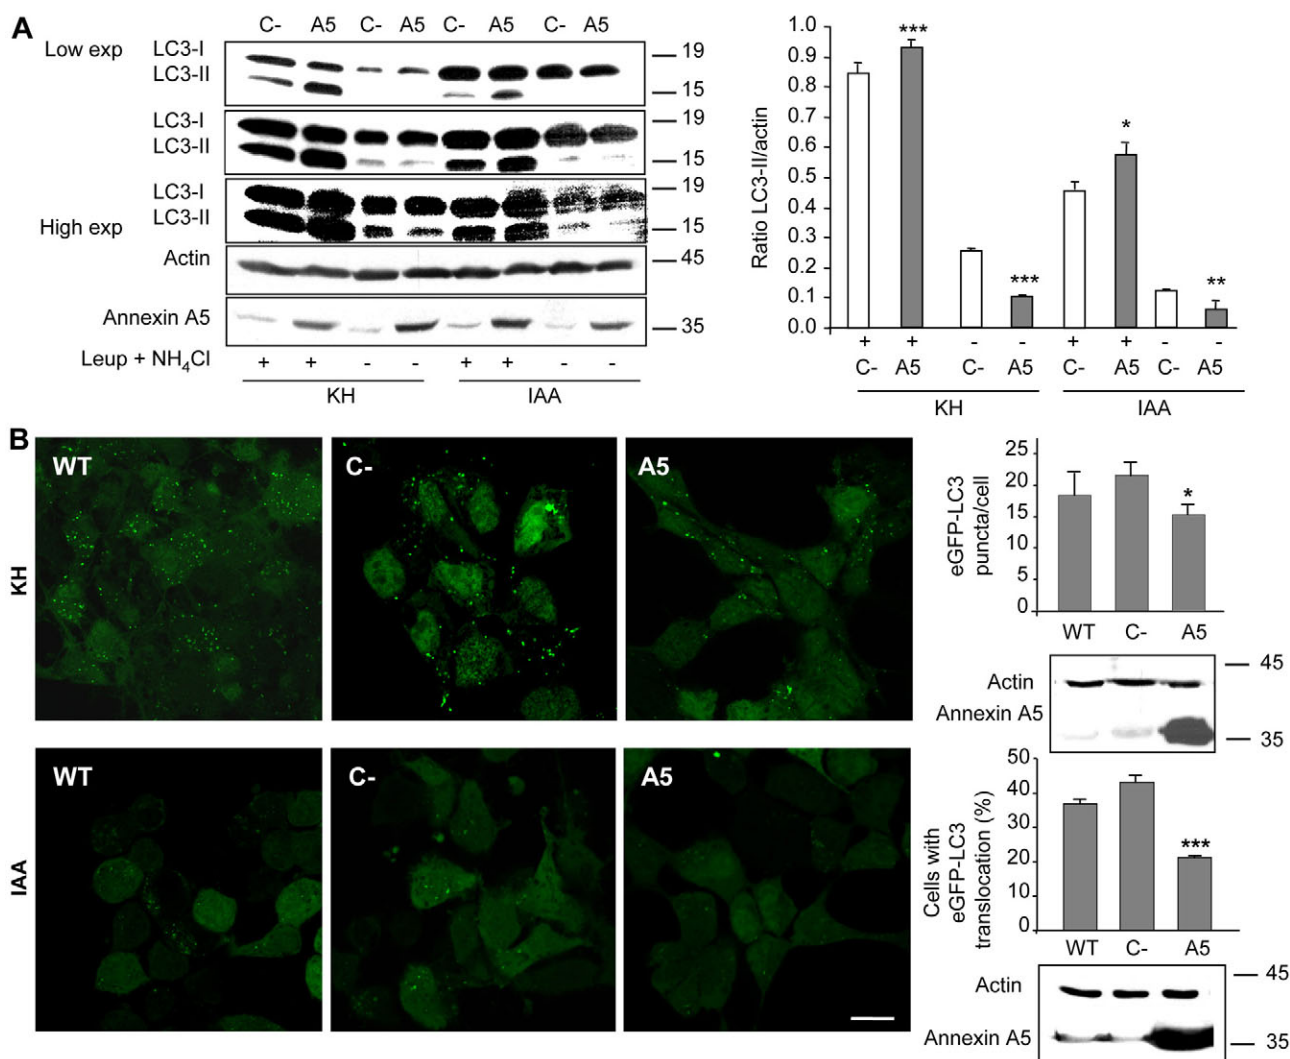 A
C- A5 C- A5 C- A5 C- A5
Low exp
LC3-I
LC3-II
19
15
LC3-I
LC3-II
19
15
LC3-I
LC3-II
High exp
19
15
Actin
45
Annexin A5
35
Leup + NH4Cl + + - - + + - -
KH IAA
Ratio LC3-II/actin
1.0
0.9
0.8
0.7
0.6
0.5
0.4
0.3
0.2
0.1
0.0
***
***
*
**
+ + - - + + - -
C- A5 C- A5 C- A5 C- A5
KH IAA
B
KH
WT
C-
A5
eGFP-LC3
puncta/cell
25
20
15
10
5
0
*
WT C- A5
Actin
45
Annexin A5
35
IAA
WT
C-
A5
Cells with
eGFP-LC3
translocation (%)
50
40
30
20
10
0
***
WT C- A5
Actin
45
Annexin A5
35